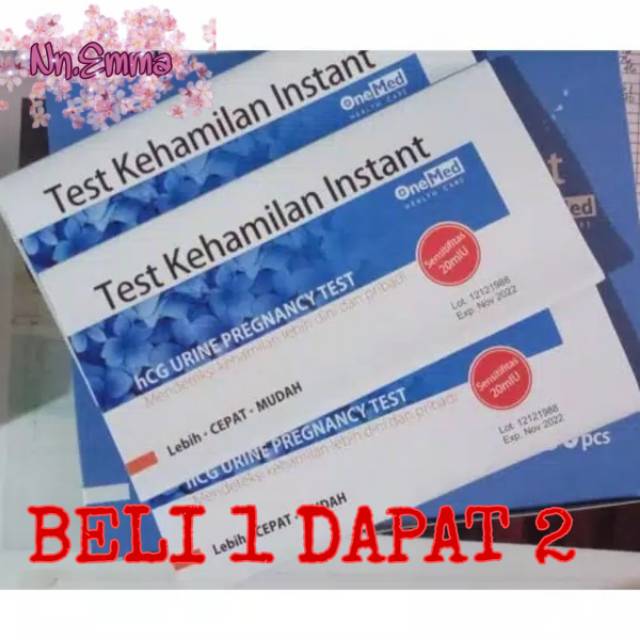 Nn.Emma
Test Kehamilan Instant
OneMed
HEALTH CARE
Test Kehamilan Instant
OneMed
HEALTH CARE
hCG URINE PREGNANCY TEST
Mendeteksi kehamilan lebih dini dan pribadi
Sensitifitas
20mIU
Lot. 12121988
Exp. Nov 2022
Lebih - CEPAT - MUDAH
hCG URINE PREGNANCY TEST
Mendeteksi kehamilan lebih dini dan pribadi
Sensitifitas
20mIU
Lot. 12121988
Exp. Nov 2022
Lebih - CEPAT - MUDAH
Med
pcs
BELI 1 DAPAT 2